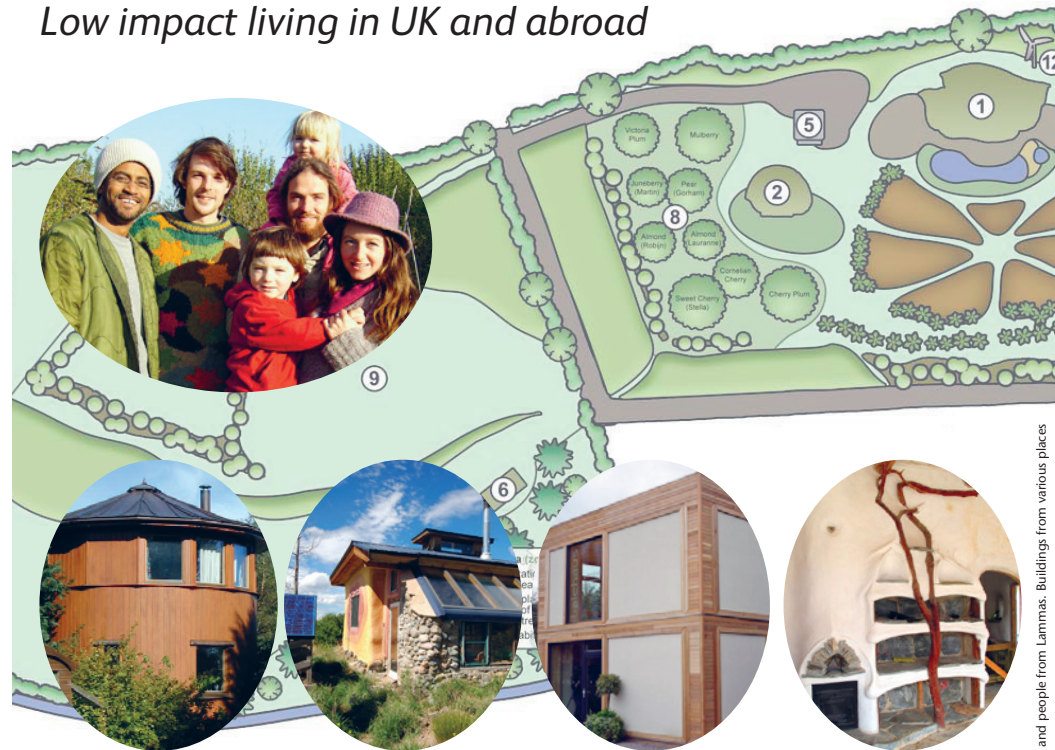 Low impact living in UK and abroad
12
1
5
Victoria
Plum
Mulberry
Juneberry
(Martin)
Pear
(Gorham)
2
8
Almond
(Robijn)
Almond
(Lauranne)
Cornelian
Cherry
Sweet Cherry
(Stella)
Cherry Plum
9
6
and people from Lammas. Buildings from various places